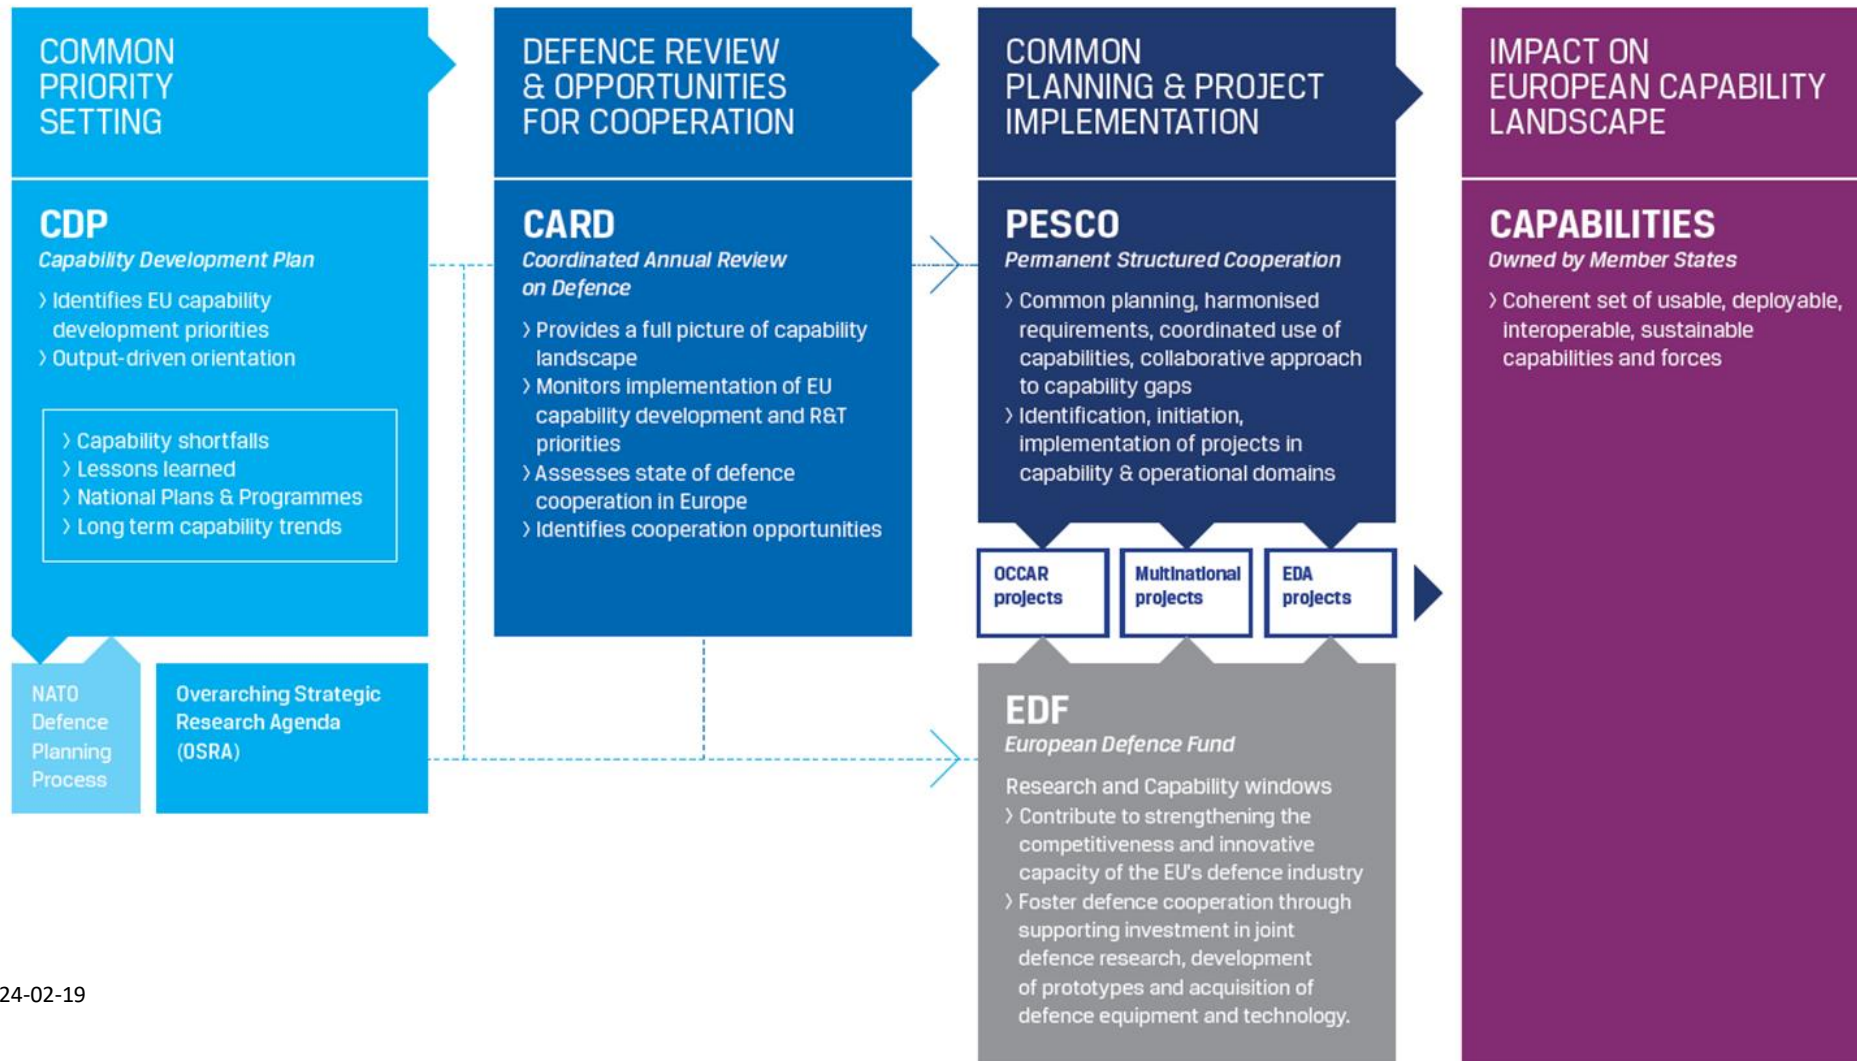 COMMON
PRIORITY
SETTING
CDP
Capability Development Plan
› Identifies EU capability
development priorities
› Output-driven orientation
› Capability shortfalls
› Lessons learned
› National Plans & Programmes
› Long term capability trends
NATO
Defence
Planning
Process
Overarching Strategic
Research Agenda
(OSRA)
DEFENCE REVIEW
& OPPORTUNITIES
FOR COOPERATION
CARD
Coordinated Annual Review
on Defence
› Provides a full picture of capability
landscape
› Monitors implementation of EU
capability development and R&T
priorities
› Assesses state of defence
cooperation in Europe
› Identifies cooperation opportunities
COMMON
PLANNING & PROJECT
IMPLEMENTATION
PESCO
Permanent Structured Cooperation
› Common planning, harmonised
requirements, coordinated use of
capabilities, collaborative approach
to capability gaps
› Identification, initiation,
implementation of projects in
capability & operational domains
OCCAR
projects
Multinational
projects
EDA
projects
EDF
European Defence Fund
Research and Capability windows
› Contribute to strengthening the
competitiveness and innovative
capacity of the EU's defence industry
› Foster defence cooperation through
supporting investment in joint
defence research, development
of prototypes and acquisition of
defence equipment and technology.
IMPACT ON
EUROPEAN CAPABILITY
LANDSCAPE
CAPABILITIES
Owned by Member States
› Coherent set of usable, deployable,
interoperable, sustainable
capabilities and forces
24-02-19